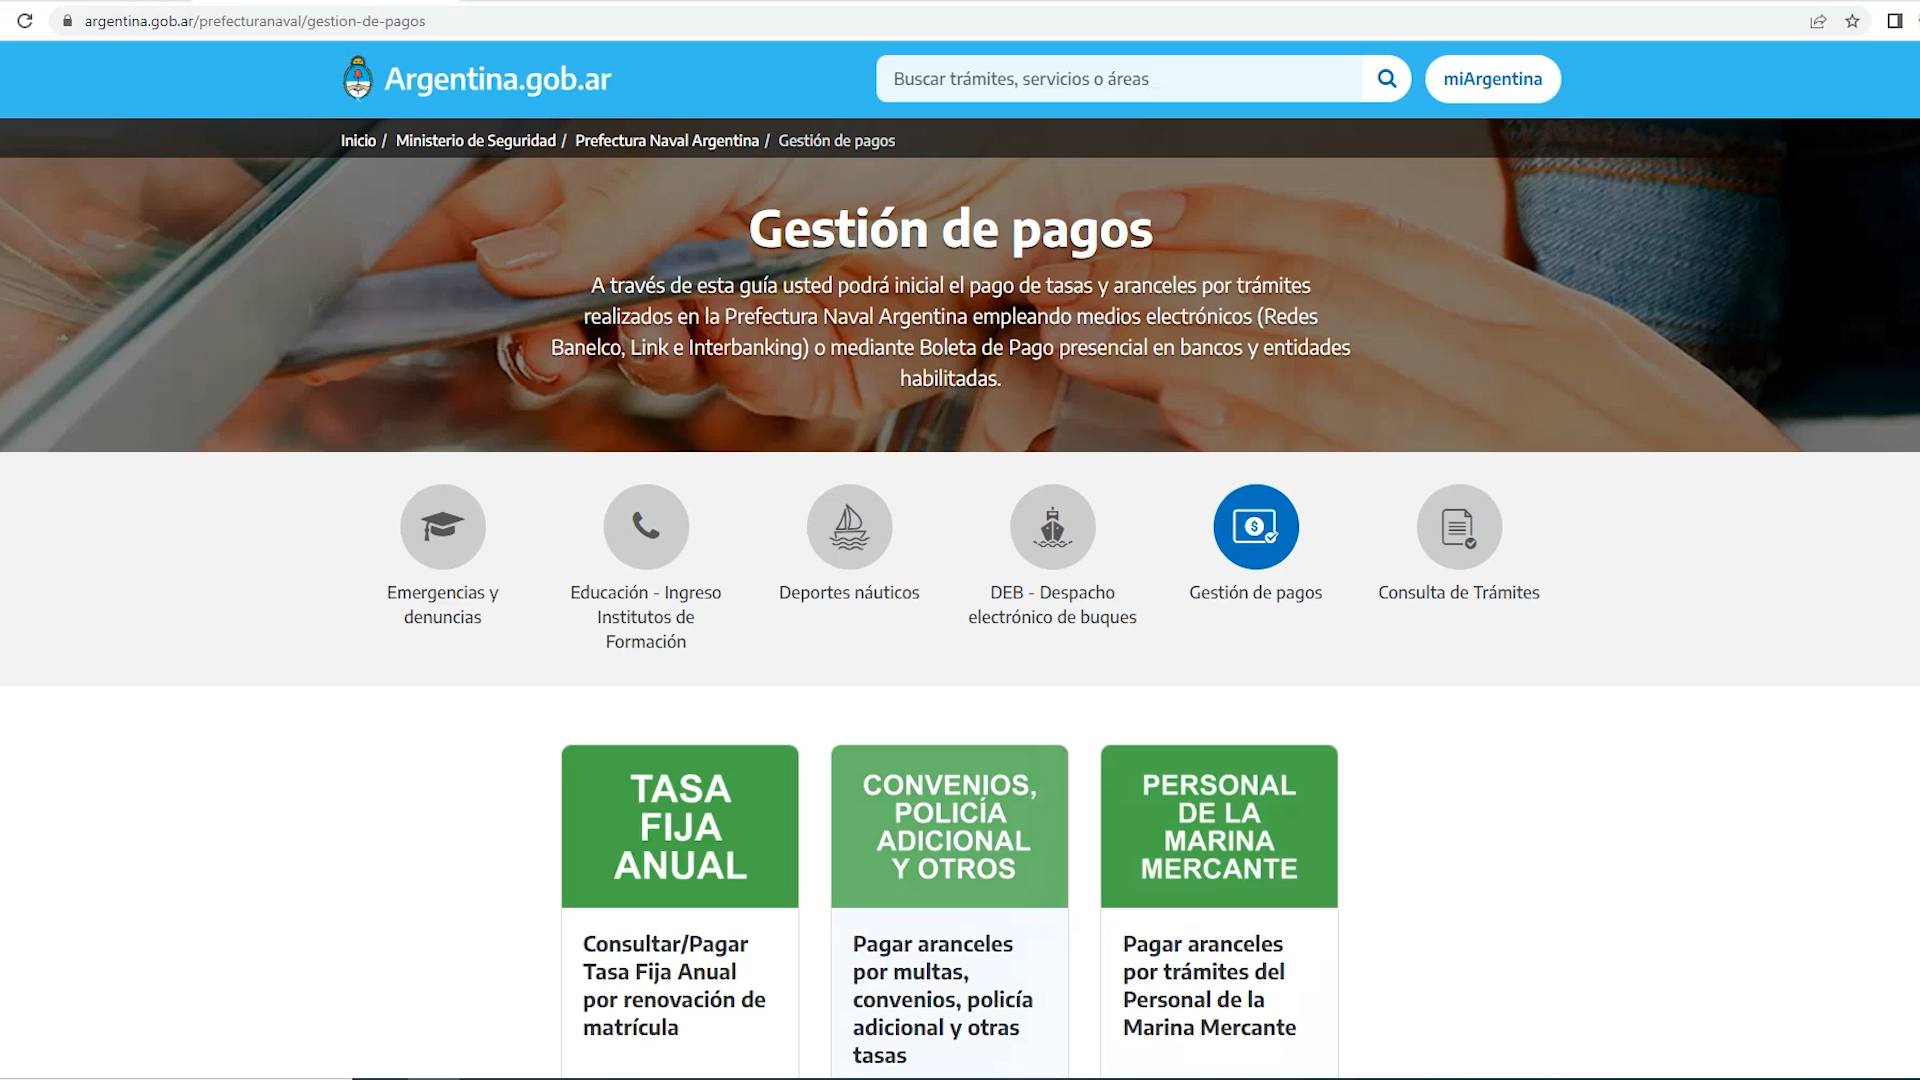 argentina.gob.ar/prefecturanaval/gestion-de-pagos
Argentina.gob.ar
Buscar trámites, servicios o áreas
miArgentina
Inicio / Ministerio de Seguridad / Prefectura Naval Argentina / Gestión de pagos
Gestión de pagos
A través de esta guía usted podrá inicial el pago de tasas y aranceles por trámites
realizados en la Prefectura Naval Argentina empleando medios electrónicos (Redes
Banelco, Link e Interbanking) o mediante Boleta de Pago presencial en bancos y entidades
habilitadas.
Emergencias y
denuncias
Educación - Ingreso
Institutos de
Formación
Deportes náuticos
DEB - Despacho
electrónico de buques
Gestión de pagos
Consulta de Trámites
TASA
FIJA
ANUAL
Consultar/Pagar
Tasa Fija Anual
por renovación de
matrícula
CONVENIOS,
POLICÍA
ADICIONAL
Y OTROS
Pagar aranceles
por multas,
convenios, policía
adicional y otras
tasas
PERSONAL
DE LA
MARINA
MERCANTE
Pagar aranceles
por trámites del
Personal de la
Marina Mercante